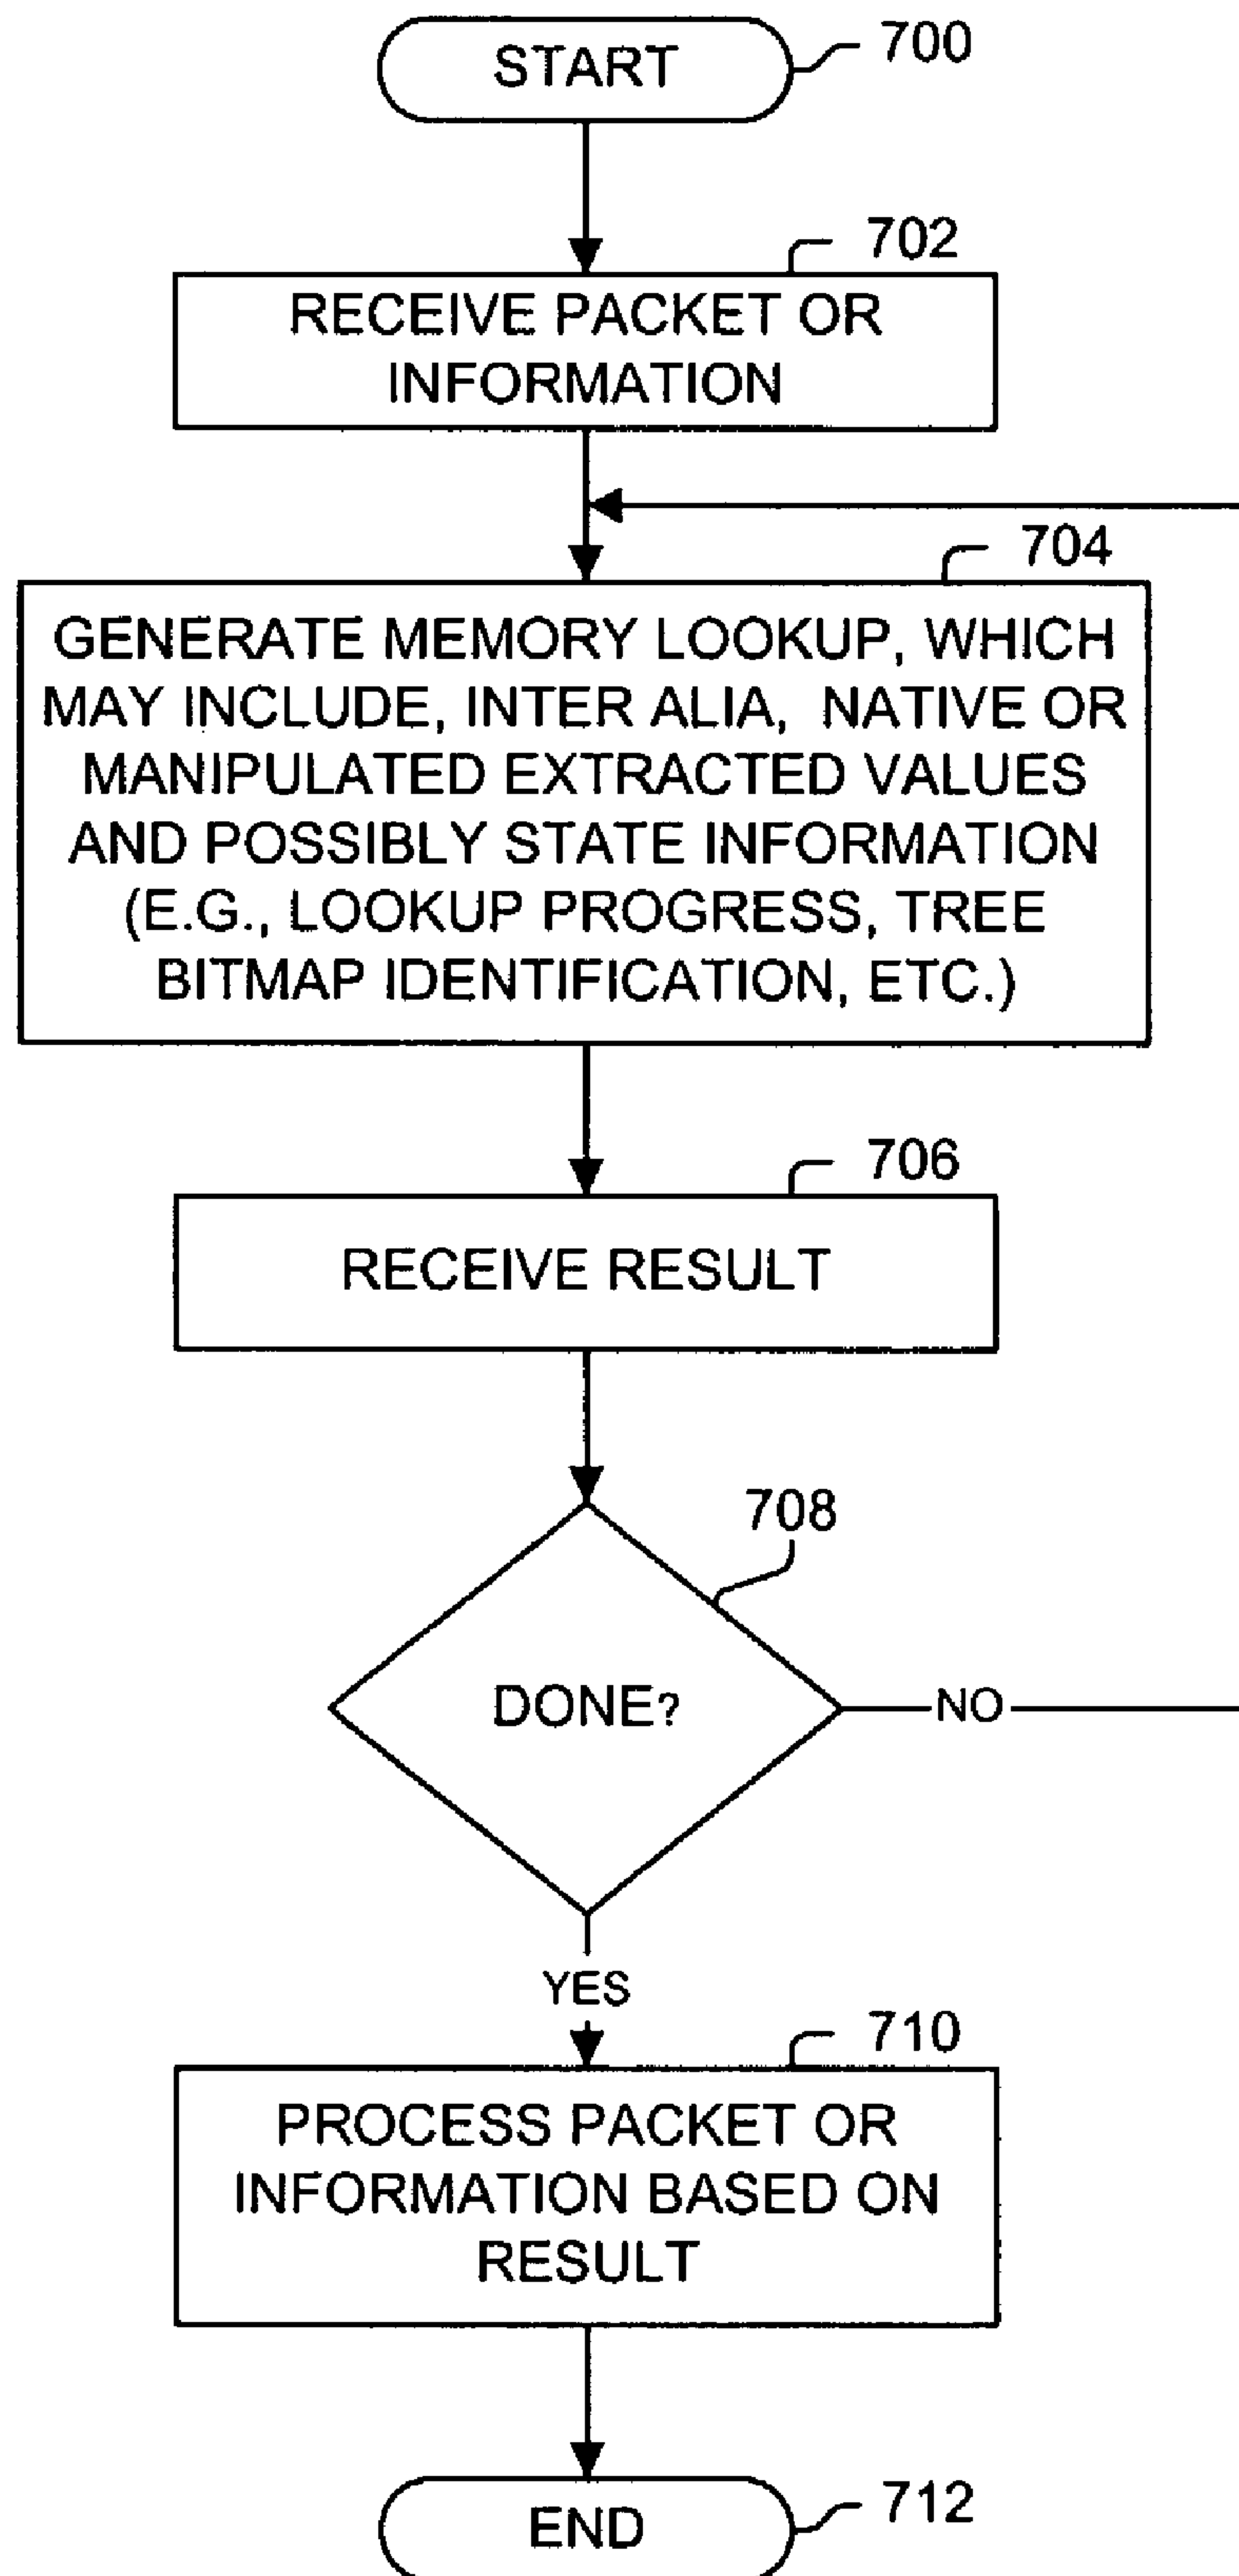 START
700
702
RECEIVE PACKET OR
INFORMATION
704
GENERATE MEMORY LOOKUP, WHICH
MAY INCLUDE, INTER ALIA, NATIVE OR
MANIPULATED EXTRACTED VALUES
AND POSSIBLY STATE INFORMATION
(E.G., LOOKUP PROGRESS, TREE
BITMAP IDENTIFICATION, ETC.)
706
RECEIVE RESULT
708
DONE?
NO
YES
710
PROCESS PACKET OR
INFORMATION BASED ON
RESULT
END
712